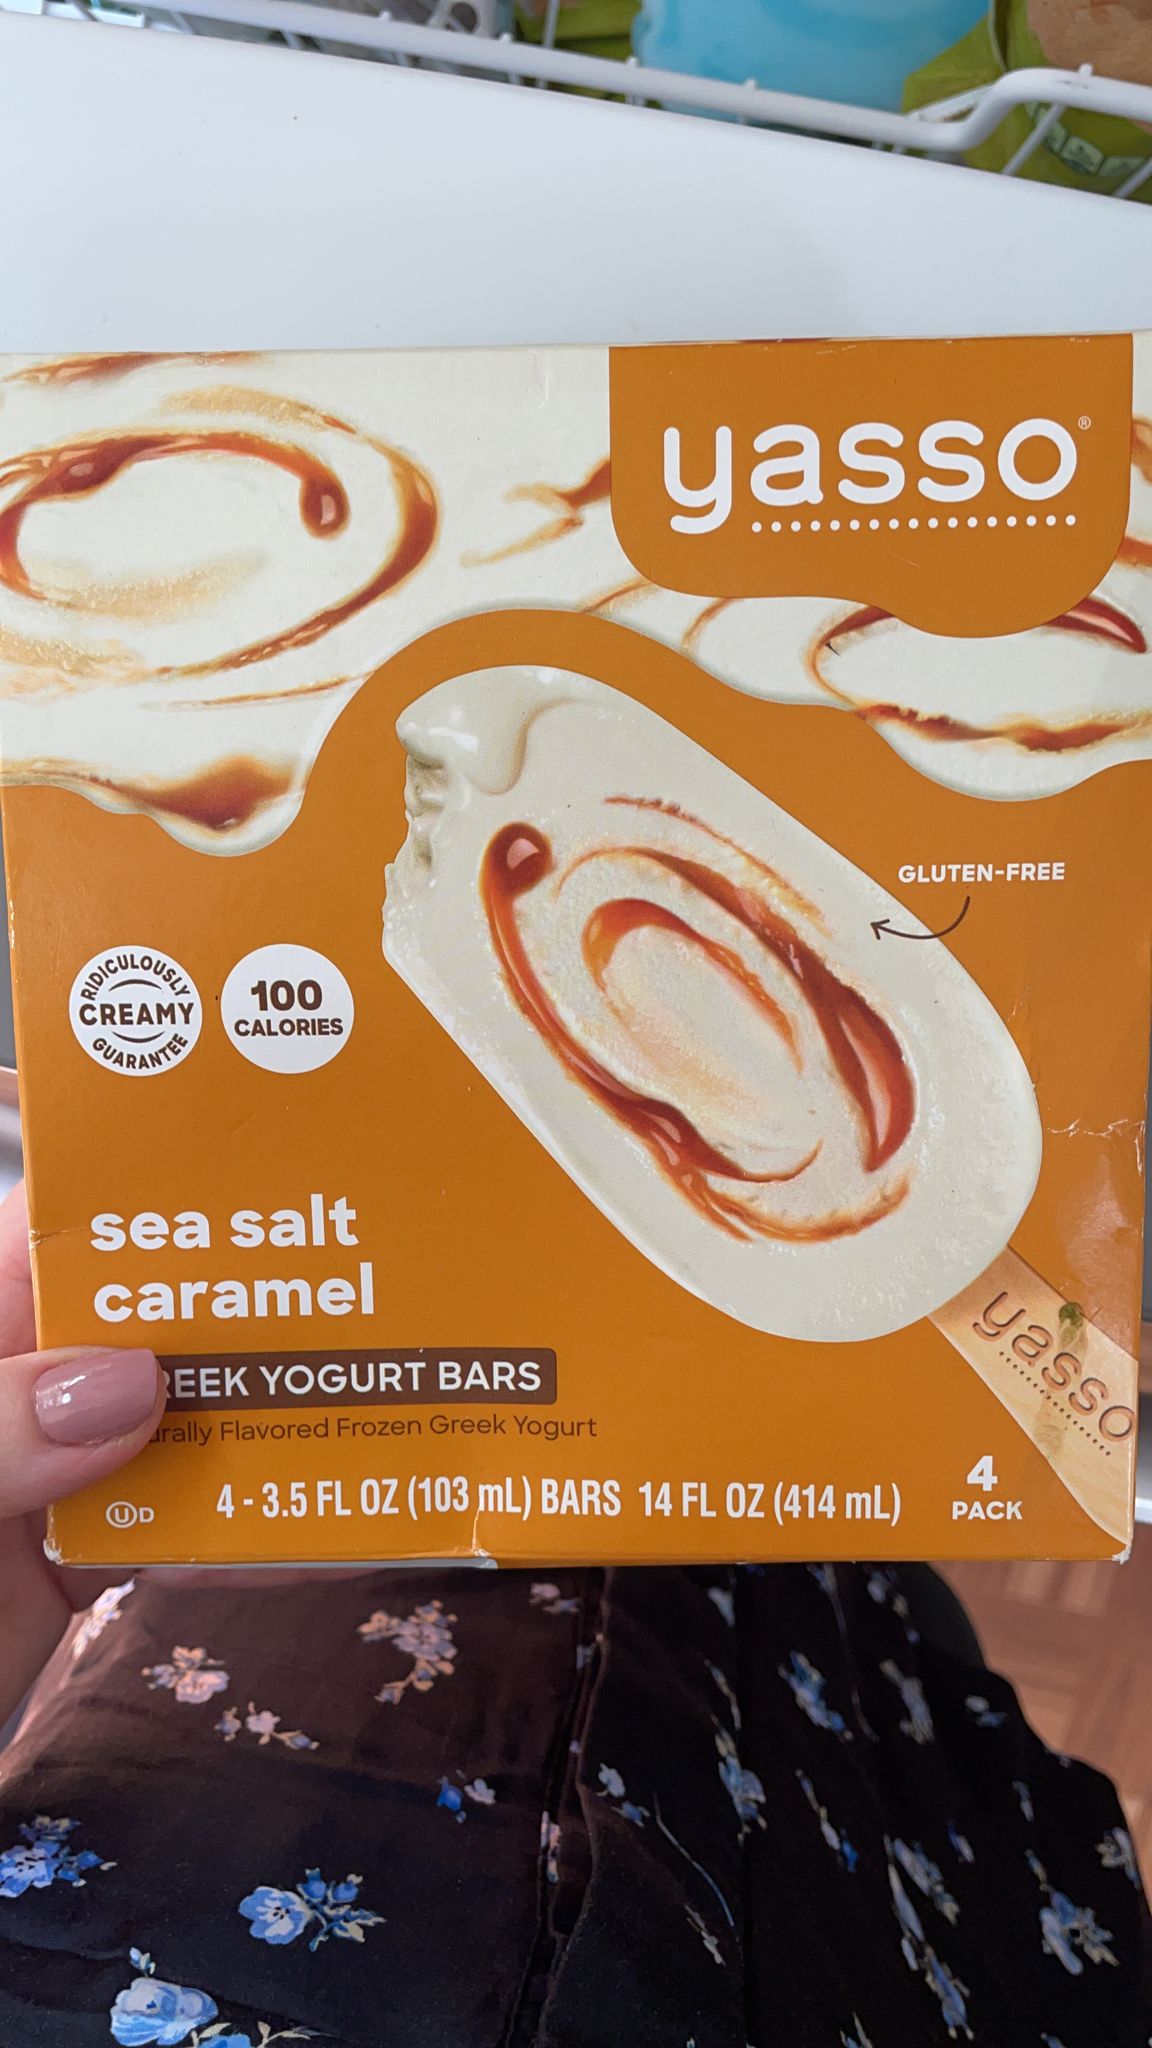 yasso®
GLUTEN-FREE
RIDICULOUSLY
CREAMY
GUARANTEE
100
CALORIES
sea salt
caramel
REEK YOGURT BARS
urally Flavored Frozen Greek Yogurt
yasso
4 - 3.5 FL OZ (103 mL) BARS 14 FL OZ (414 mL)
4
PACK
U D